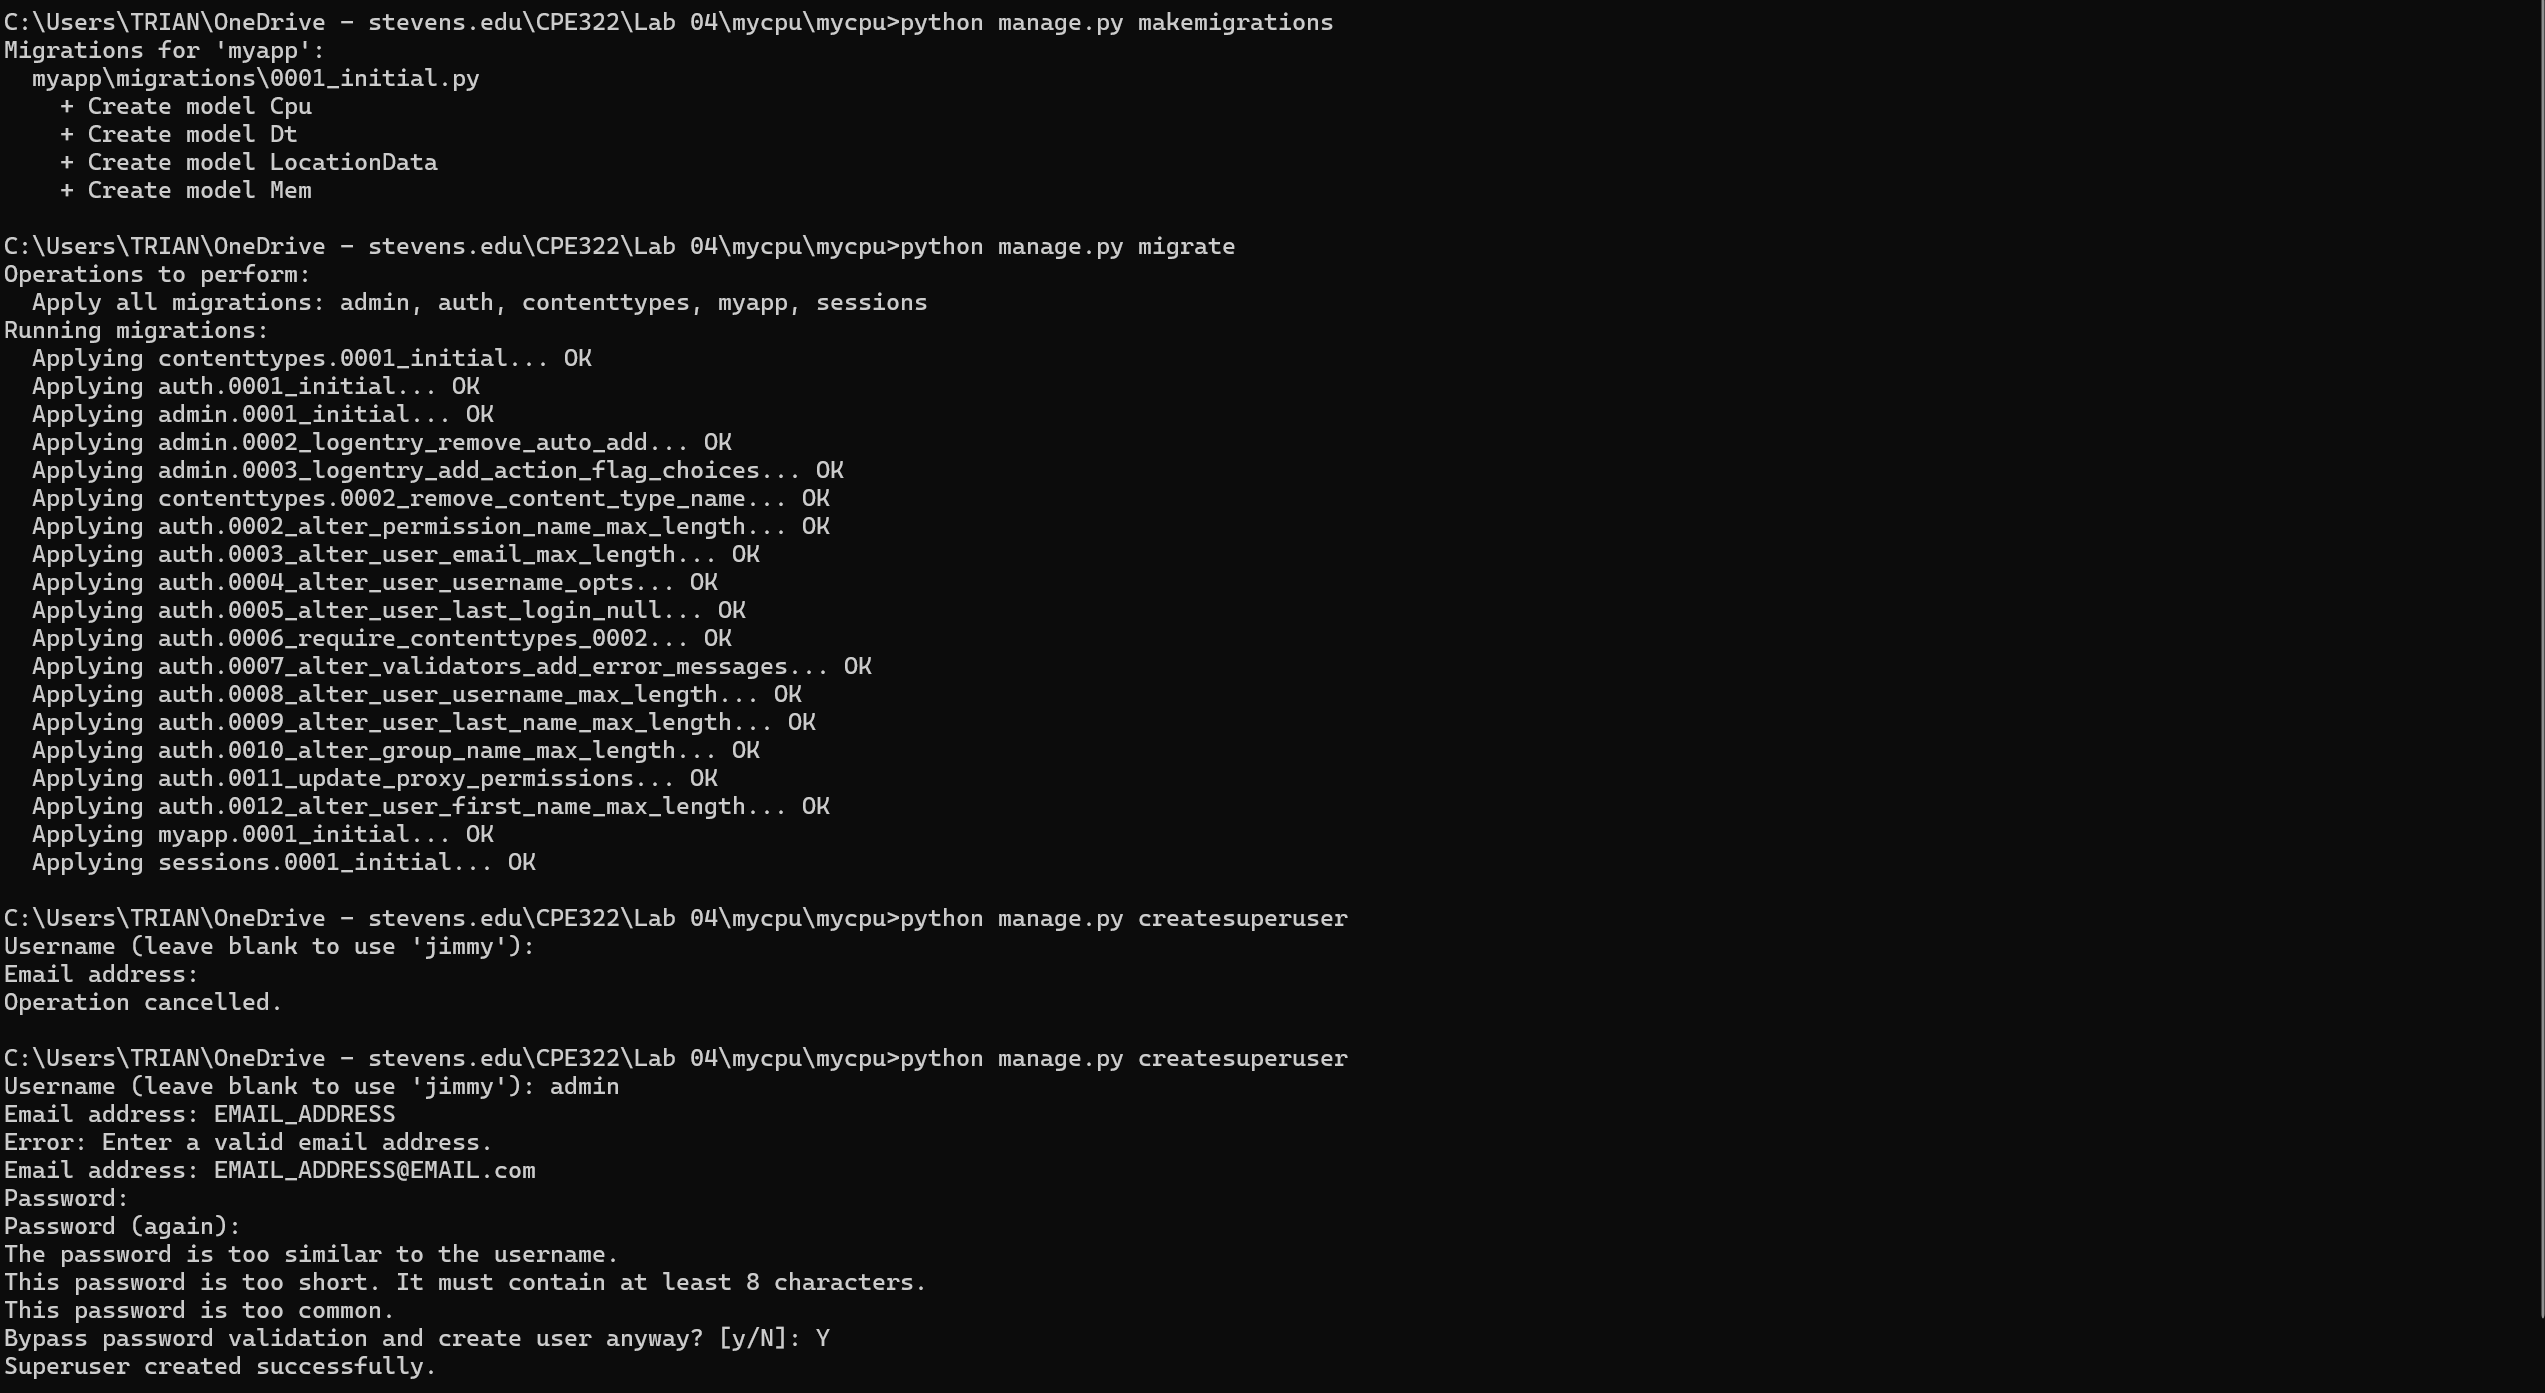 C:\Users\TRIAN\OneDrive - stevens.edu\CPE322\Lab 04\mycpu\mycpu>python manage.py makemigrations
Migrations for 'myapp':
  myapp\migrations\0001_initial.py
    + Create model Cpu
    + Create model Dt
    + Create model LocationData
    + Create model Mem

C:\Users\TRIAN\OneDrive - stevens.edu\CPE322\Lab 04\mycpu\mycpu>python manage.py migrate
Operations to perform:
  Apply all migrations: admin, auth, contenttypes, myapp, sessions
Running migrations:
  Applying contenttypes.0001_initial... OK
  Applying auth.0001_initial... OK
  Applying admin.0001_initial... OK
  Applying admin.0002_logentry_remove_auto_add... OK
  Applying admin.0003_logentry_add_action_flag_choices... OK
  Applying contenttypes.0002_remove_content_type_name... OK
  Applying auth.0002_alter_permission_name_max_length... OK
  Applying auth.0003_alter_user_email_max_length... OK
  Applying auth.0004_alter_user_username_opts... OK
  Applying auth.0005_alter_user_last_login_null... OK
  Applying auth.0006_require_contenttypes_0002... OK
  Applying auth.0007_alter_validators_add_error_messages... OK
  Applying auth.0008_alter_user_username_max_length... OK
  Applying auth.0009_alter_user_last_name_max_length... OK
  Applying auth.0010_alter_group_name_max_length... OK
  Applying auth.0011_update_proxy_permissions... OK
  Applying auth.0012_alter_user_first_name_max_length... OK
  Applying myapp.0001_initial... OK
  Applying sessions.0001_initial... OK

C:\Users\TRIAN\OneDrive - stevens.edu\CPE322\Lab 04\mycpu\mycpu>python manage.py createsuperuser
Username (leave blank to use 'jimmy'):
Email address:
Operation cancelled.

C:\Users\TRIAN\OneDrive - stevens.edu\CPE322\Lab 04\mycpu\mycpu>python manage.py createsuperuser
Username (leave blank to use 'jimmy'): admin
Email address: EMAIL_ADDRESS
Error: Enter a valid email address.
Email address: EMAIL_ADDRESS@EMAIL.com
Password:
Password (again):
The password is too similar to the username.
This password is too short. It must contain at least 8 characters.
This password is too common.
Bypass password validation and create user anyway? [y/N]: Y
Superuser created successfully.